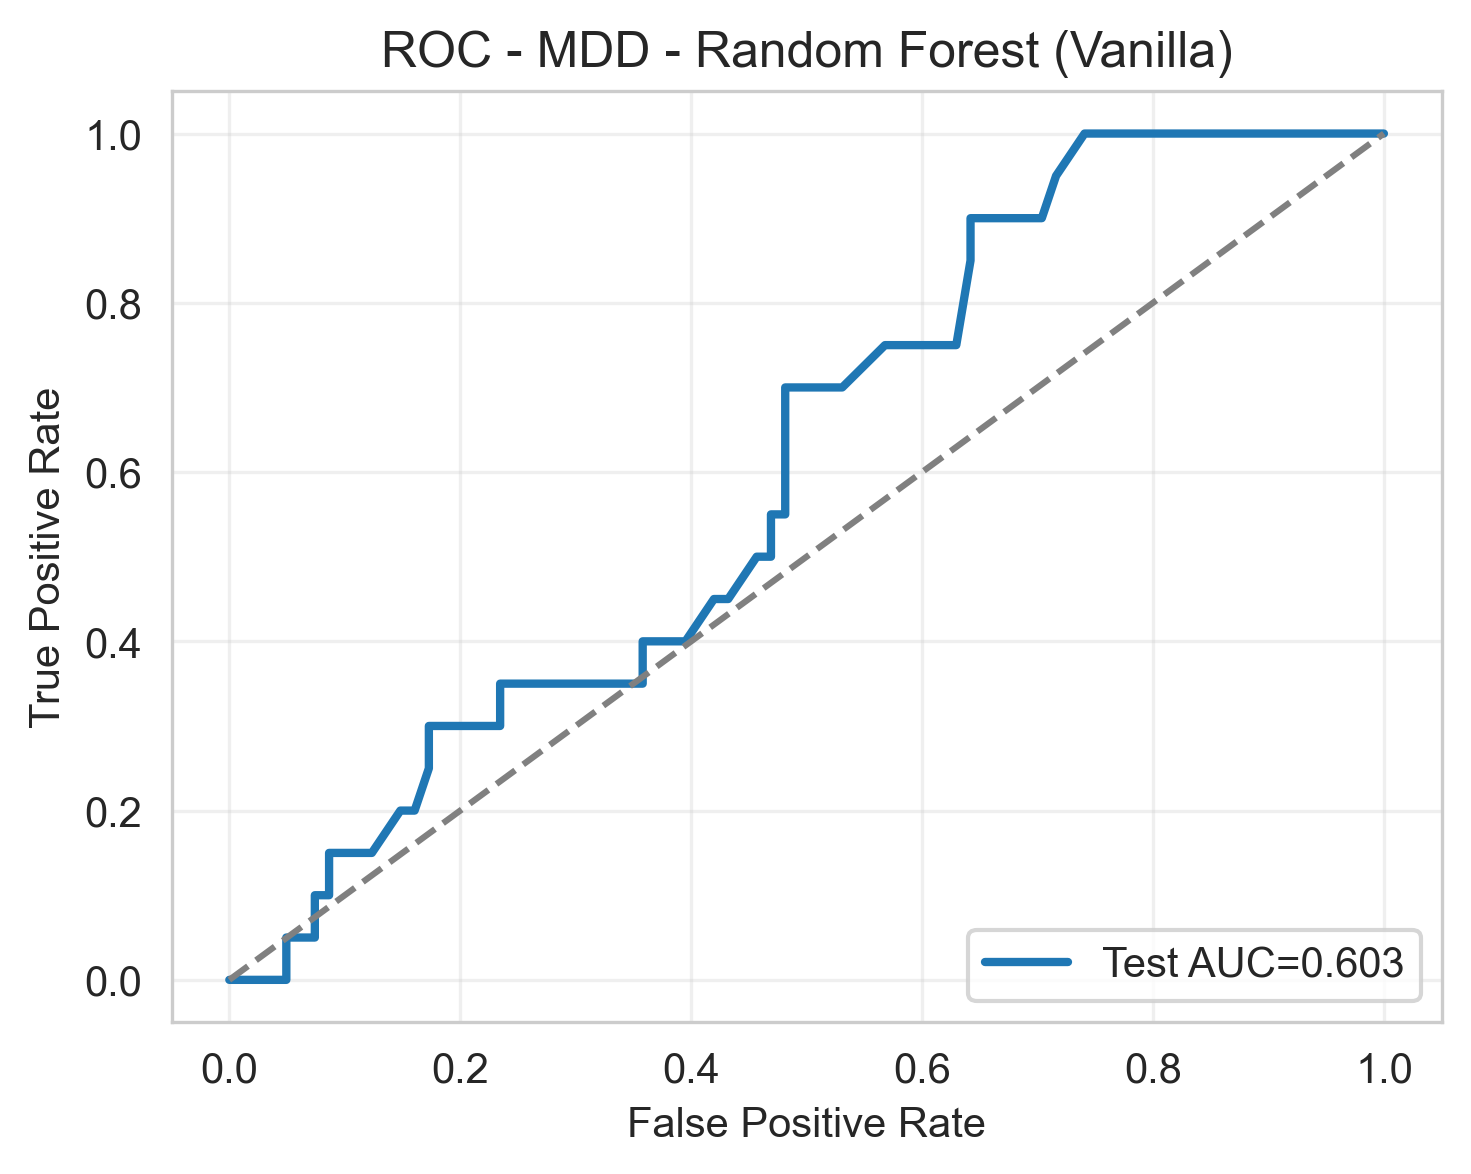 ROC - MDD - Random Forest (Vanilla)
True Positive Rate
1.0
0.8
0.6
0.4
0.2
0.0
Test AUC=0.603
0.0 0.2 0.4 0.6 0.8 1.0
False Positive Rate